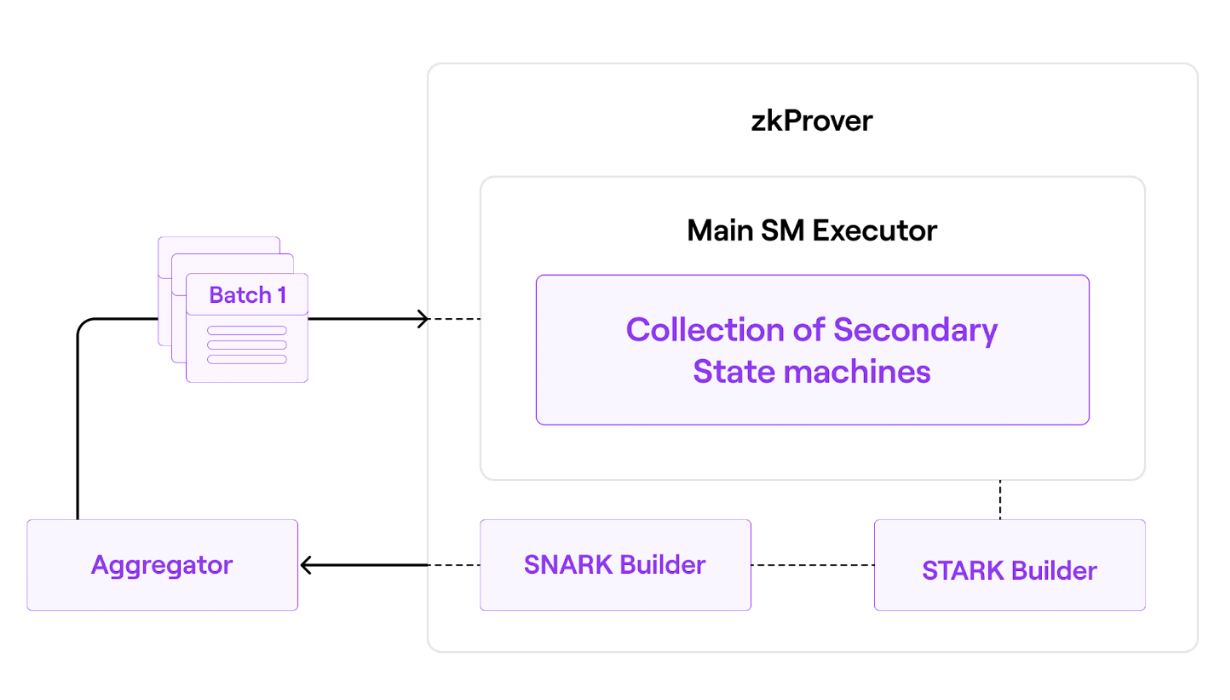 zkProver
Main SM Executor
Batch 1
Collection of Secondary
State machines
Aggregator
SNARK Builder
STARK Builder